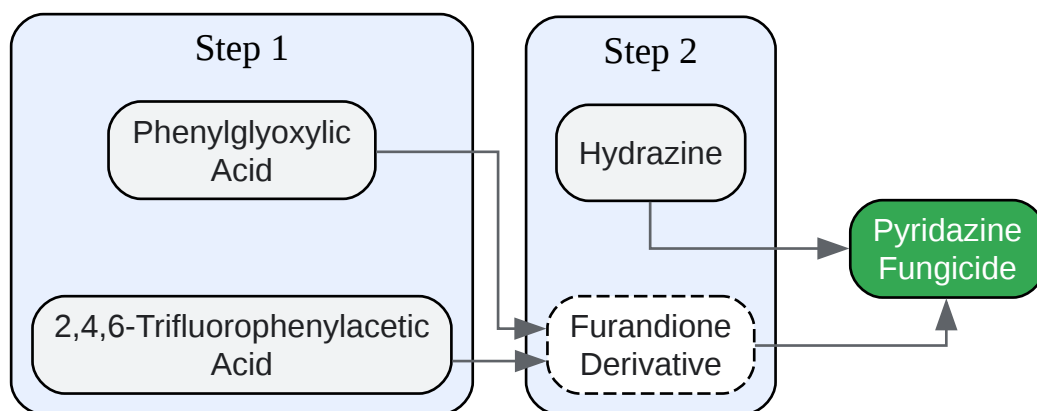 Step 1
Phenylglyoxylic
Acid
2,4,6-Trifluorophenylacetic
Acid
Step 2
Hydrazine
Furandione
Derivative
Pyridazine
Fungicide